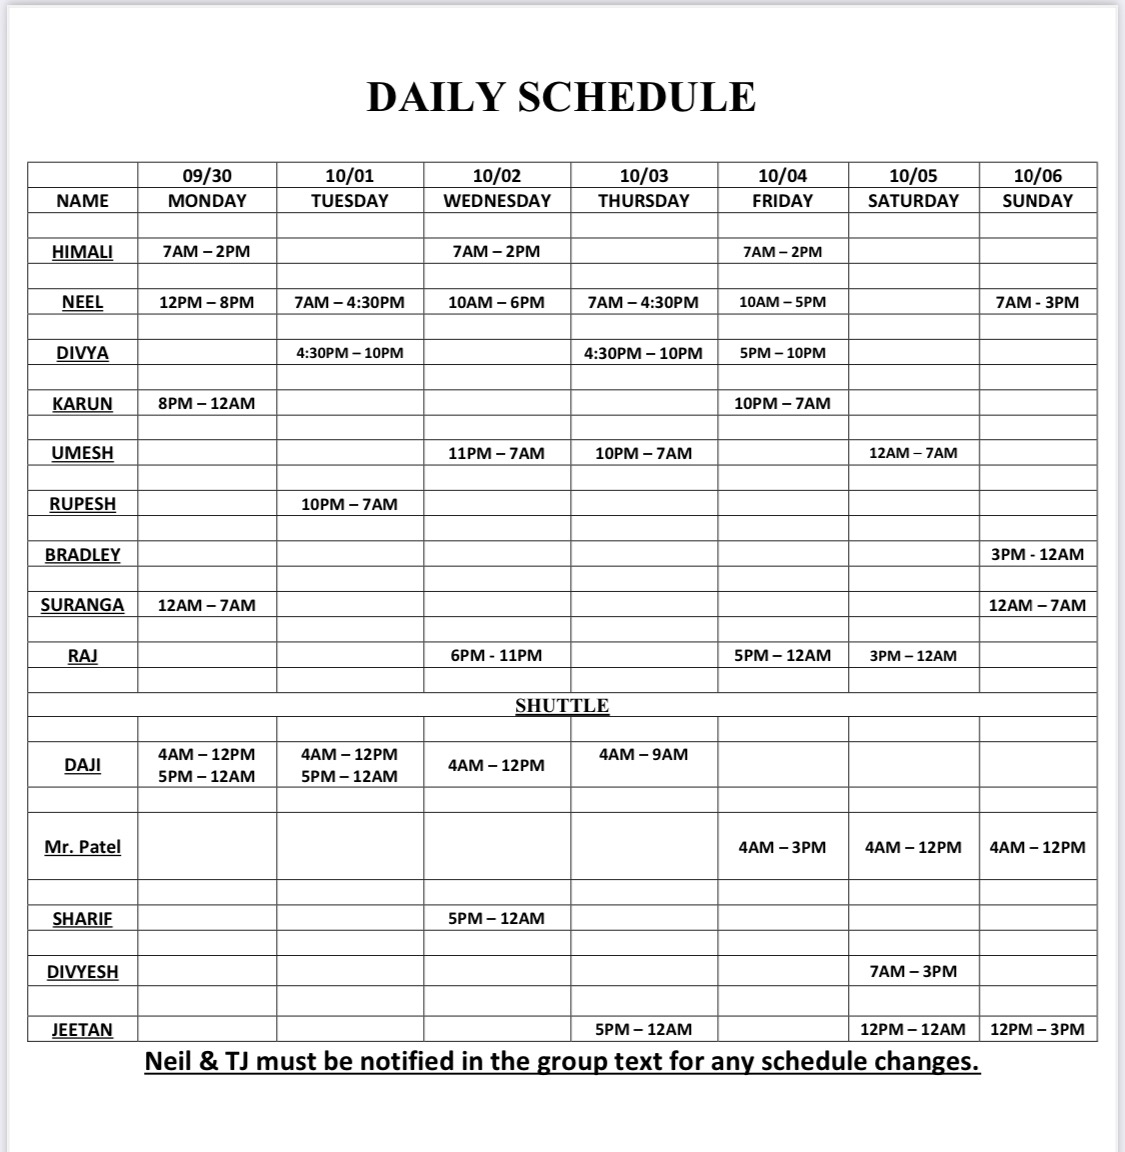 DAILY SCHEDULE
09/30 10/01 10/02 10/03 10/04 10/05 10/06
NAME MONDAY TUESDAY WEDNESDAY THURSDAY FRIDAY SATURDAY SUNDAY
HIMALI 7AM – 2PM 7AM – 2PM 7AM – 2PM
NEEL 12PM – 8PM 7AM – 4:30PM 10AM – 6PM 7AM – 4:30PM 10AM – 5PM 7AM - 3PM
DIVYA 4:30PM – 10PM 4:30PM – 10PM 5PM – 10PM
KARUN 8PM – 12AM 10PM – 7AM
UMESH 11PM – 7AM 10PM – 7AM 12AM – 7AM
RUPESH 10PM – 7AM
BRADLEY 3PM - 12AM
SURANGA 12AM – 7AM 12AM – 7AM
RAJ 6PM - 11PM 5PM – 12AM 3PM – 12AM
SHUTTLE
DAJI 4AM – 12PM 4AM – 12PM 4AM – 12PM 4AM – 9AM
5PM – 12AM 5PM – 12AM
Mr. Patel 4AM – 3PM 4AM – 12PM 4AM – 12PM
SHARIF 5PM – 12AM
DIVYESH 7AM – 3PM
JEETAN 5PM – 12AM 12PM – 12AM 12PM – 3PM
Neil & TJ must be notified in the group text for any schedule changes.